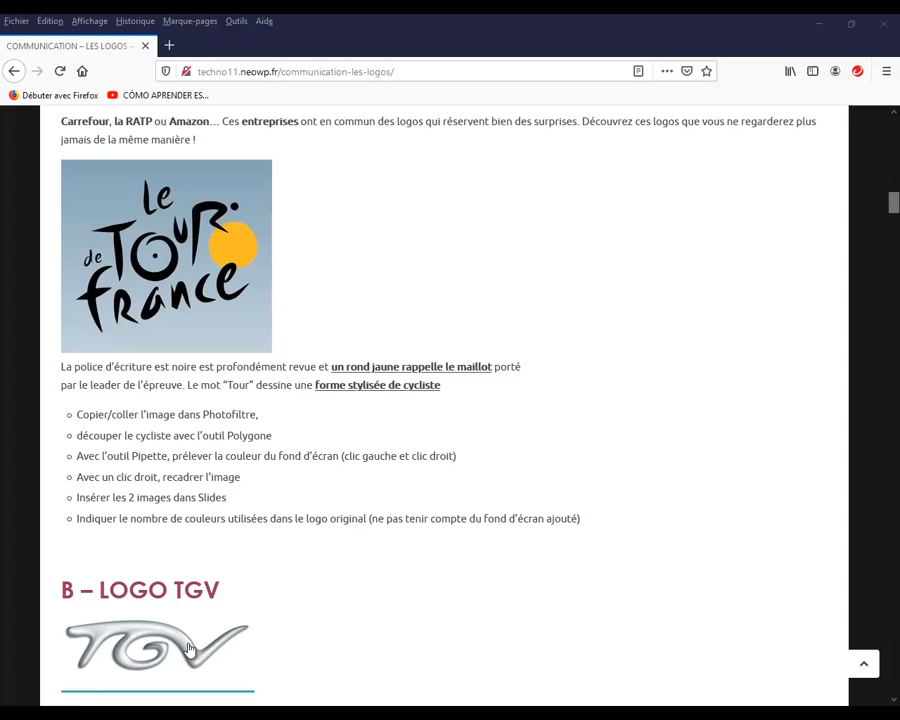 Fichier Édition Affichage Historique Marque-pages Outils Aide
COMMUNICATION – LES LOGOS –
techno11.neowp.fr/communication-les-logos/
Débuter avec Firefox CÓMO APRENDER ES...
Carrefour, la RATP ou Amazon… Ces entreprises ont en commun des logos qui réservent bien des surprises. Découvrez ces logos que vous ne regarderez plus
jamais de la même manière !
Le
de TOUR
france
La police d’écriture est noire est profondément revue et un rond jaune rappelle le maillot porté
par le leader de l’épreuve. Le mot “Tour” dessine une forme stylisée de cycliste
Copier/coller l’image dans Photofiltre,
découper le cycliste avec l’outil Polygone
Avec l’outil Pipette, prélever la couleur du fond d’écran (clic gauche et clic droit)
Avec un clic droit, recadrer l’image
Insérer les 2 images dans Slides
Indiquer le nombre de couleurs utilisées dans le logo original (ne pas tenir compte du fond d’écran ajouté)
B – LOGO TGV
TGV